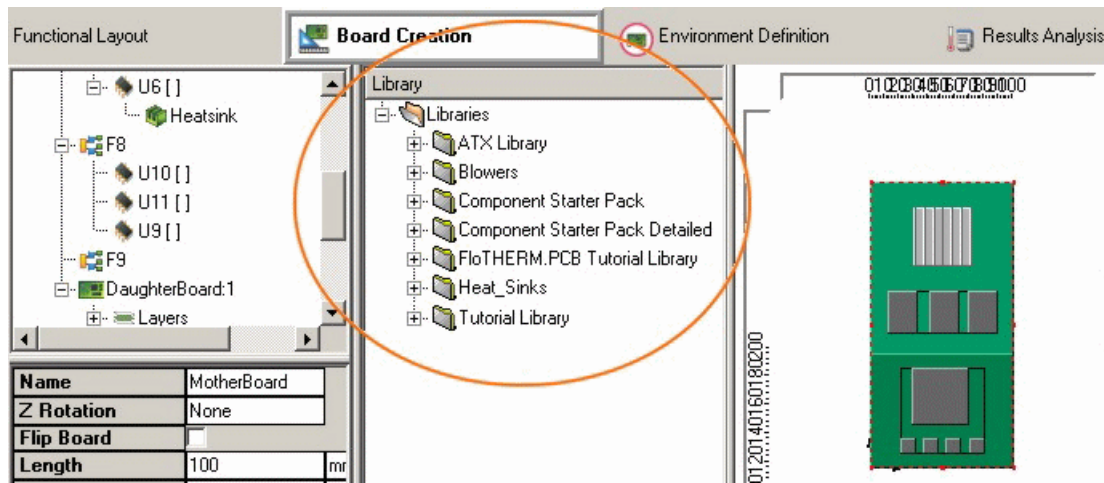 Functional Layout
Board Creation
Environment Definition
Results Analysis
U6 [ ]
Heatsink
F8
U10 [ ]
U11 [ ]
U9 [ ]
F9
DaughterBoard:1
Layers
Name MotherBoard
Z Rotation None
Flip Board
Length 100 mm
Library
Libraries
ATX Library
Blowers
Component Starter Pack
Component Starter Pack Detailed
FloTHERM.PCB Tutorial Library
Heat_Sinks
Tutorial Library